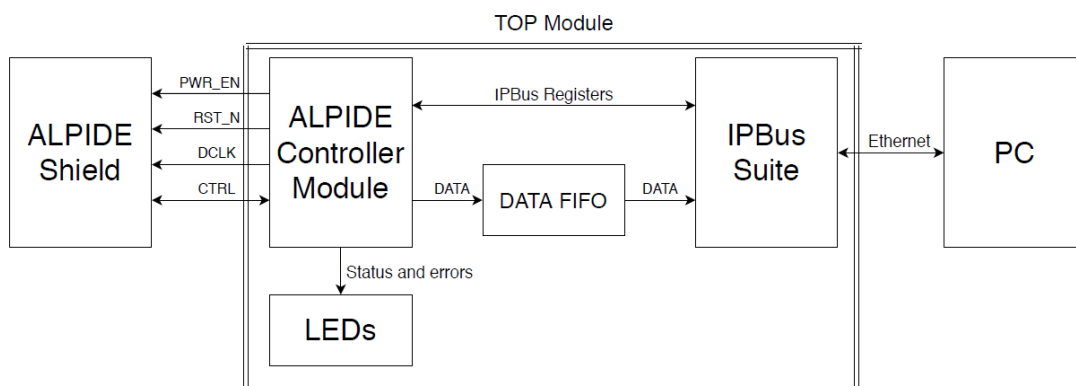 TOP Module
ALPIDE
Shield
PWR_EN
RST_N
DCLK
CTRL
ALPIDE
Controller
Module
IPBus Registers
DATA
DATA FIFO
DATA
IPBus
Suite
Ethernet
PC
Status and errors
LEDs